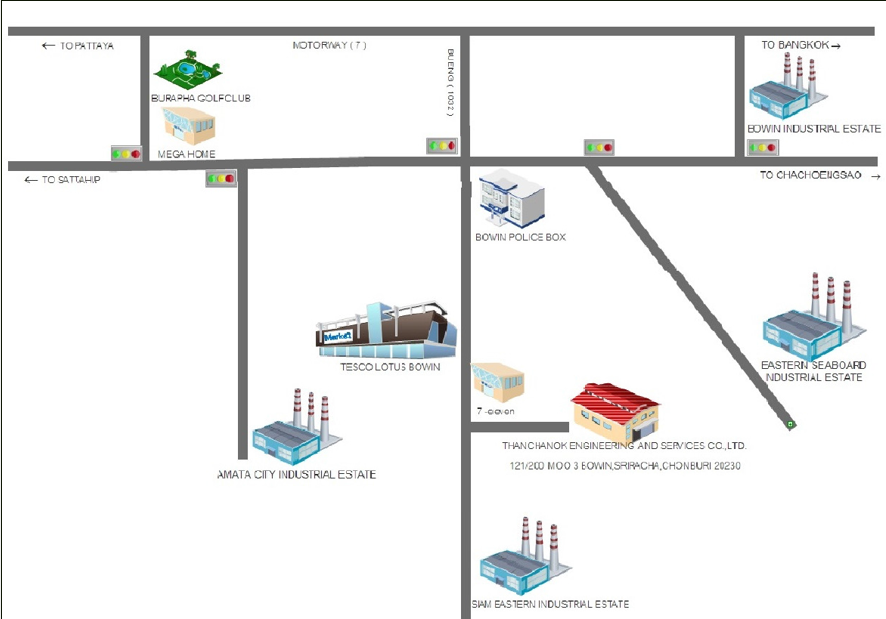 ← TO PATTAYA
MOTORWAY ( 7 )
BUENG ( 1032 )
TO BANGKOK →
BURAPHA GOLFCLUB
BOWIN INDUSTRIAL ESTATE
MEGA HOME
← TO SATTAHIP
TO CHACHOENGSAO →
BOWIN POLICE BOX
Market
TESCO LOTUS BOWIN
EASTERN SEABOARD
INDUSTRIAL ESTATE
7 -eleven
THANCHANOK ENGINEERING AND SERVICES CO.,LTD.
121/200 MOO 3 BOWIN,SRIRACHA,CHONBURI 20230
AMATA CITY INDUSTRIAL ESTATE
SIAM EASTERN INDUSTRIAL ESTATE